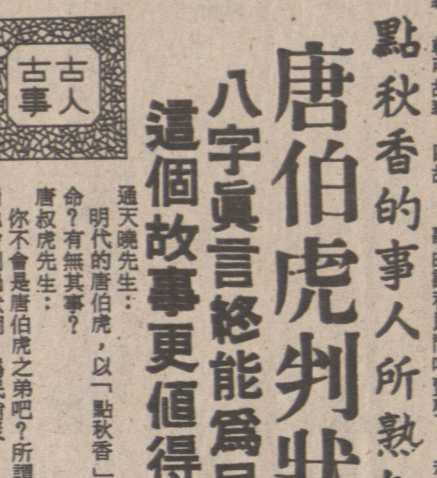 點秋香的事人所熟
唐伯虎判狀
八字眞言終能爲
這個故事更值得
古人
古事
通天曉先生：
明代的唐伯虎，以「點秋香」
命？有無其事？
唐叔虎先生：
你不會是唐伯虎之弟吧？所謂